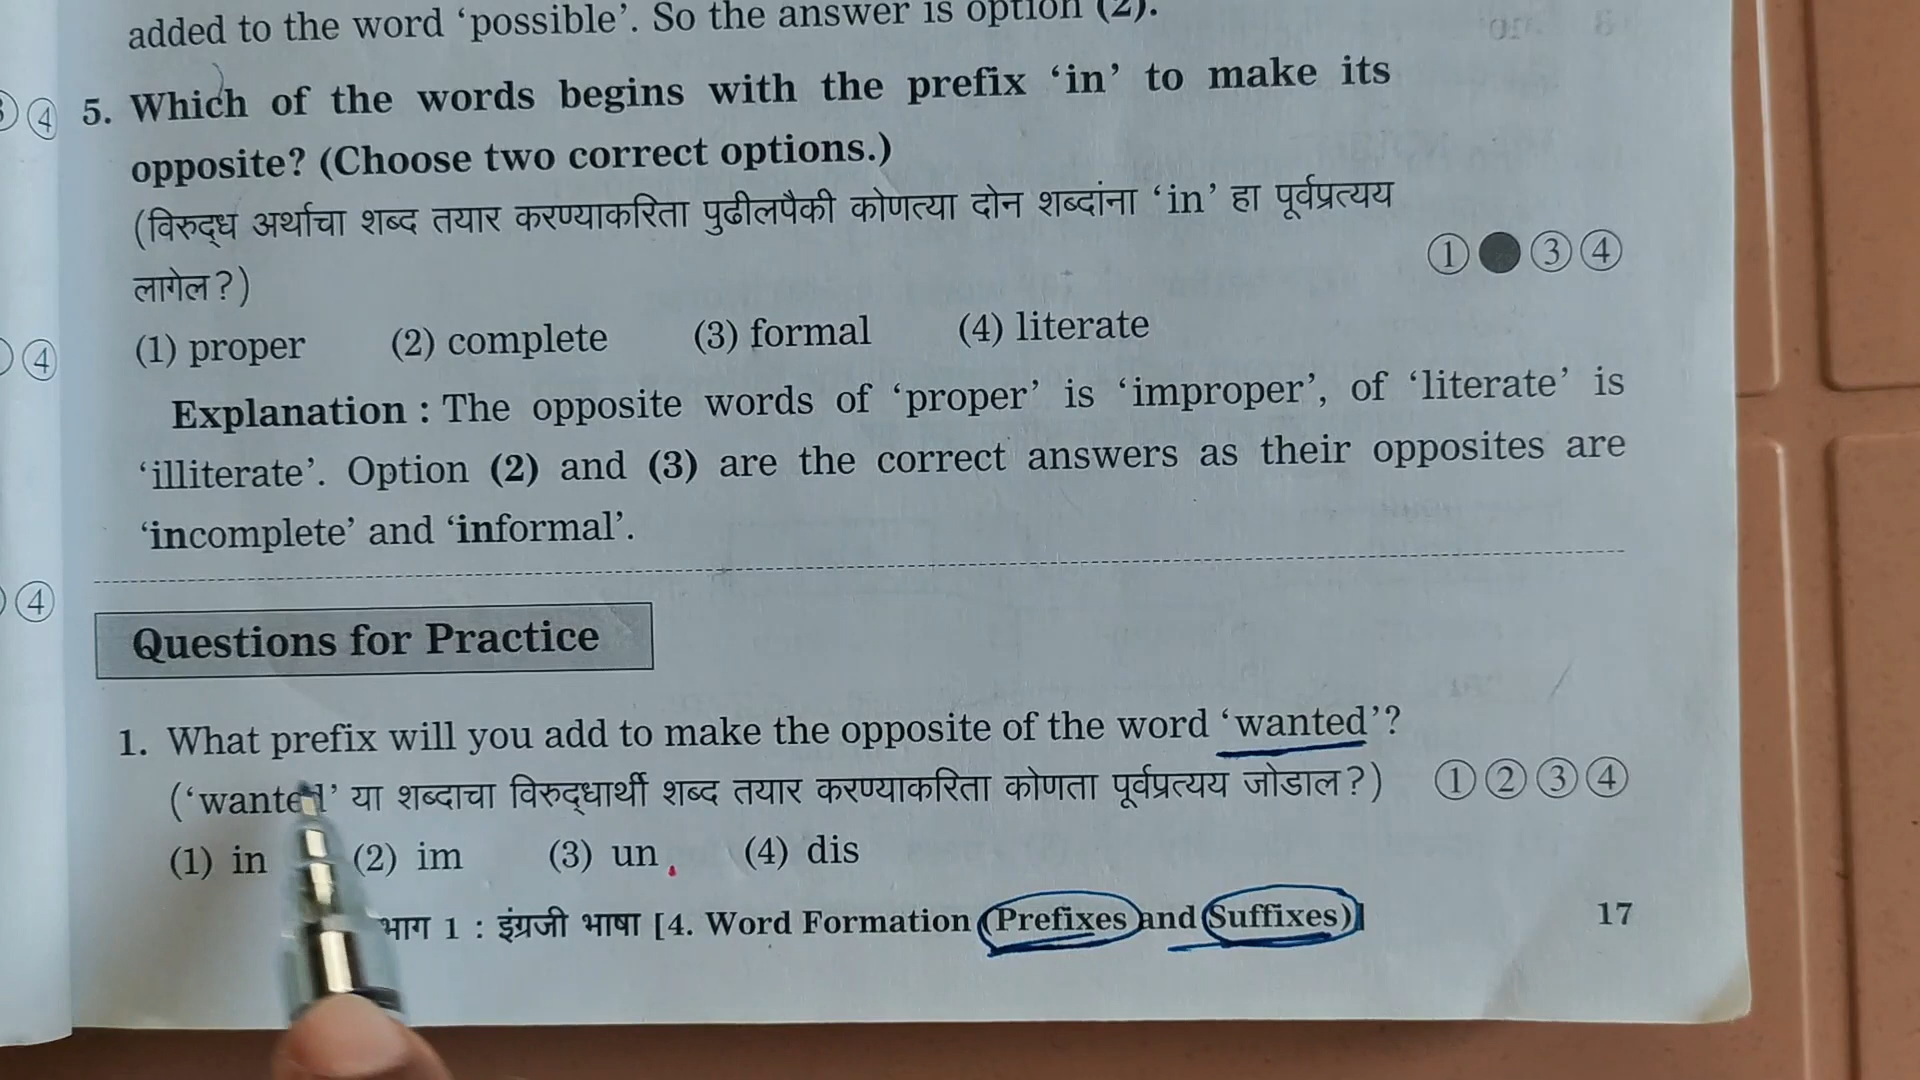 added to the word ‘possible’. So the answer is option (2).
5. Which of the words begins with the prefix ‘in’ to make its
opposite? (Choose two correct options.)
(विरुद्ध अर्थाचा शब्द तयार करण्याकरिता पुढीलपैकी कोणत्या दोन शब्दांना ‘in’ हा पूर्वप्रत्यय
लागेल?) ① ● ③ ④
(1) proper (2) complete (3) formal (4) literate
Explanation : The opposite words of ‘proper’ is ‘improper’, of ‘literate’ is
‘illiterate’. Option (2) and (3) are the correct answers as their opposites are
‘incomplete’ and ‘informal’.
Questions for Practice
1. What prefix will you add to make the opposite of the word ‘wanted’?
(‘wanted’ या शब्दाचा विरुद्धार्थी शब्द तयार करण्याकरिता कोणता पूर्वप्रत्यय जोडाल?) ① ② ③ ④
(1) in (2) im (3) un (4) dis
भाग 1 : इंग्रजी भाषा [4. Word Formation (Prefixes and Suffixes)] 17
④
④
④